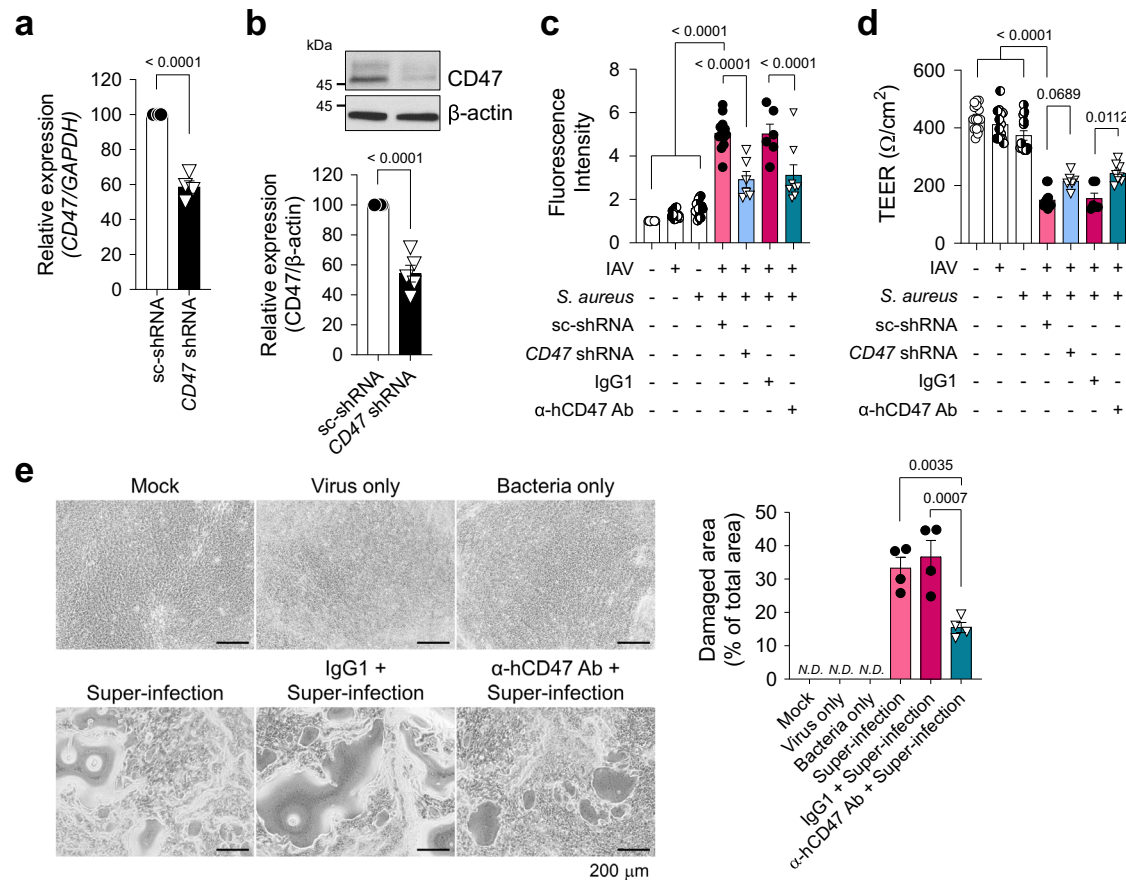 a
Relative expression
(CD47/GAPDH)
120
100
80
60
40
20
0
< 0.0001
sc-shRNA
CD47 shRNA
b
kDa
45
45
CD47
β-actin
Relative expression
(CD47/β-actin)
120
100
80
60
40
20
0
< 0.0001
sc-shRNA
CD47 shRNA
c
Fluorescence
Intensity
8
6
4
2
0
< 0.0001
< 0.0001 < 0.0001
IAV - + - + + + +
S. aureus - - + + + + +
sc-shRNA - - - + - - -
CD47 shRNA - - - - + - -
IgG1 - - - - - + -
α-hCD47 Ab - - - - - - +
d
TEER (Ω/cm²)
600
400
200
0
< 0.0001
0.0689
0.0112
IAV - + - + + + +
S. aureus - - + + + + +
sc-shRNA - - - + - - -
CD47 shRNA - - - - + - -
IgG1 - - - - - + -
α-hCD47 Ab - - - - - - +
e
Mock
Virus only
Bacteria only
Super-infection
IgG1 +
Super-infection
α-hCD47 Ab +
Super-infection
200 μm
Damaged area
(% of total area)
50
40
30
20
10
0
0.0035
0.0007
N.D. N.D. N.D.
Mock
Virus only
Bacteria only
Super-infection
IgG1 + Super-infection
α-hCD47 Ab + Super-infection